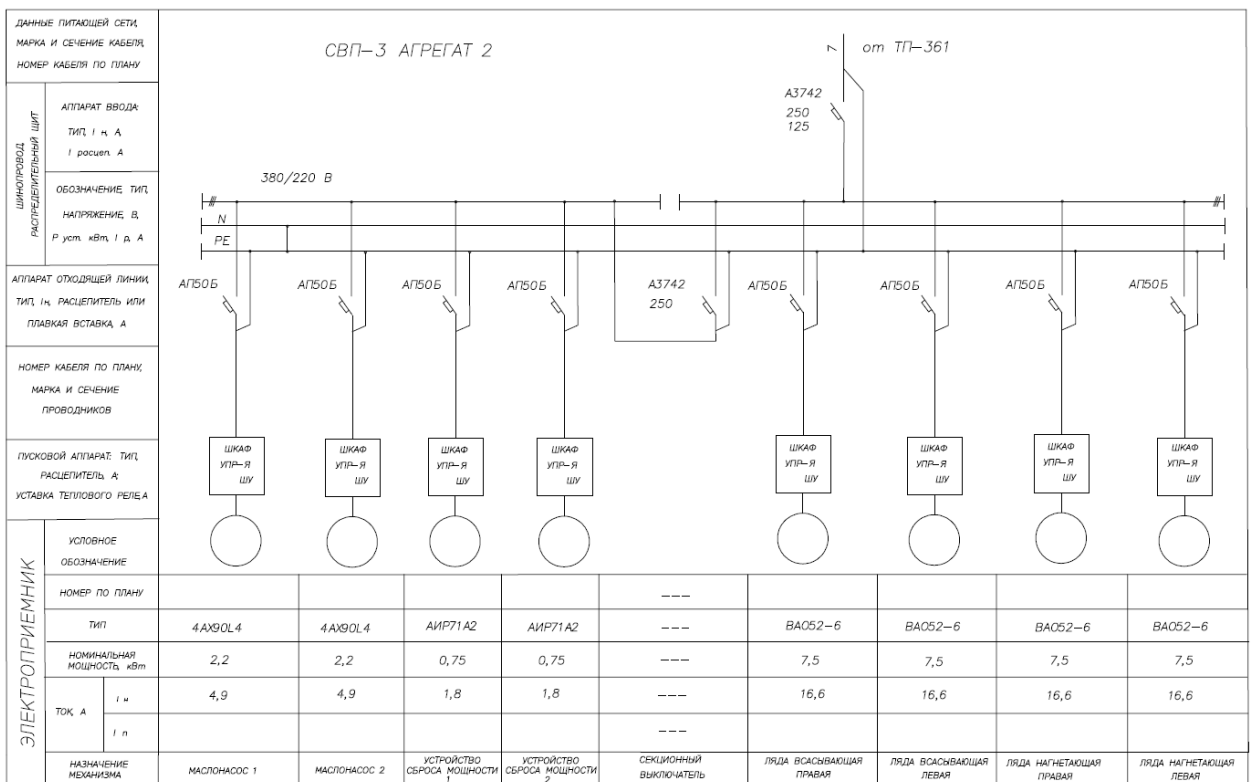 ДАННЫЕ ПИТАЮЩЕЙ СЕТИ,
МАРКА И СЕЧЕНИЕ КАБЕЛЯ,
НОМЕР КАБЕЛЯ ПО ПЛАНУ
СВП-3 АГРЕГАТ 2
от ТП-361
ШИНОПРОВОД,
РАСПРЕДЕЛИТЕЛЬНЫЙ ЩИТ
АППАРАТ ВВОДА:
ТИП, I н, А,
I расцеп. А
А3742
250
125
ОБОЗНАЧЕНИЕ, ТИП,
НАПРЯЖЕНИЕ, В,
Р уст. кВт, I р, А
380/220 В
N
PE
АППАРАТ ОТХОДЯЩЕЙ ЛИНИИ,
ТИП, Iн, РАСЦЕПИТЕЛЬ ИЛИ
ПЛАВКАЯ ВСТАВКА, А
АП50Б
АП50Б
АП50Б
АП50Б
А3742
250
АП50Б
АП50Б
АП50Б
АП50Б
НОМЕР КАБЕЛЯ ПО ПЛАНУ,
МАРКА И СЕЧЕНИЕ
ПРОВОДНИКОВ
ПУСКОВОЙ АППАРАТ: ТИП,
РАСЦЕПИТЕЛЬ, А;
УСТАВКА ТЕПЛОВОГО РЕЛЕ,А
ШКАФ
УПР-Я
ШУ
ШКАФ
УПР-Я
ШУ
ШКАФ
УПР-Я
ШУ
ШКАФ
УПР-Я
ШУ
ШКАФ
УПР-Я
ШУ
ШКАФ
УПР-Я
ШУ
ШКАФ
УПР-Я
ШУ
ШКАФ
УПР-Я
ШУ
ЭЛЕКТРОПРИЕМНИК
УСЛОВНОЕ
ОБОЗНАЧЕНИЕ
НОМЕР ПО ПЛАНУ
---
ТИП
4АХ90L4
4АХ90L4
АИР71А2
АИР71А2
---
ВАО52-6
ВАО52-6
ВАО52-6
ВАО52-6
НОМИНАЛЬНАЯ
МОЩНОСТЬ, кВт
2,2
2,2
0,75
0,75
---
7,5
7,5
7,5
7,5
ТОК, А
I н
4,9
4,9
1,8
1,8
---
16,6
16,6
16,6
16,6
I п
---
НАЗНАЧЕНИЕ
МЕХАНИЗМА
МАСЛОНАСОС 1
МАСЛОНАСОС 2
УСТРОЙСТВО
СБРОСА МОЩНОСТИ
1
УСТРОЙСТВО
СБРОСА МОЩНОСТИ
2
СЕКЦИОННЫЙ
ВЫКЛЮЧАТЕЛЬ
ЛЯДА ВСАСЫВАЮЩАЯ
ПРАВАЯ
ЛЯДА ВСАСЫВАЮЩАЯ
ЛЕВАЯ
ЛЯДА НАГНЕТАЮЩАЯ
ПРАВАЯ
ЛЯДА НАГНЕТАЮЩАЯ
ЛЕВАЯ